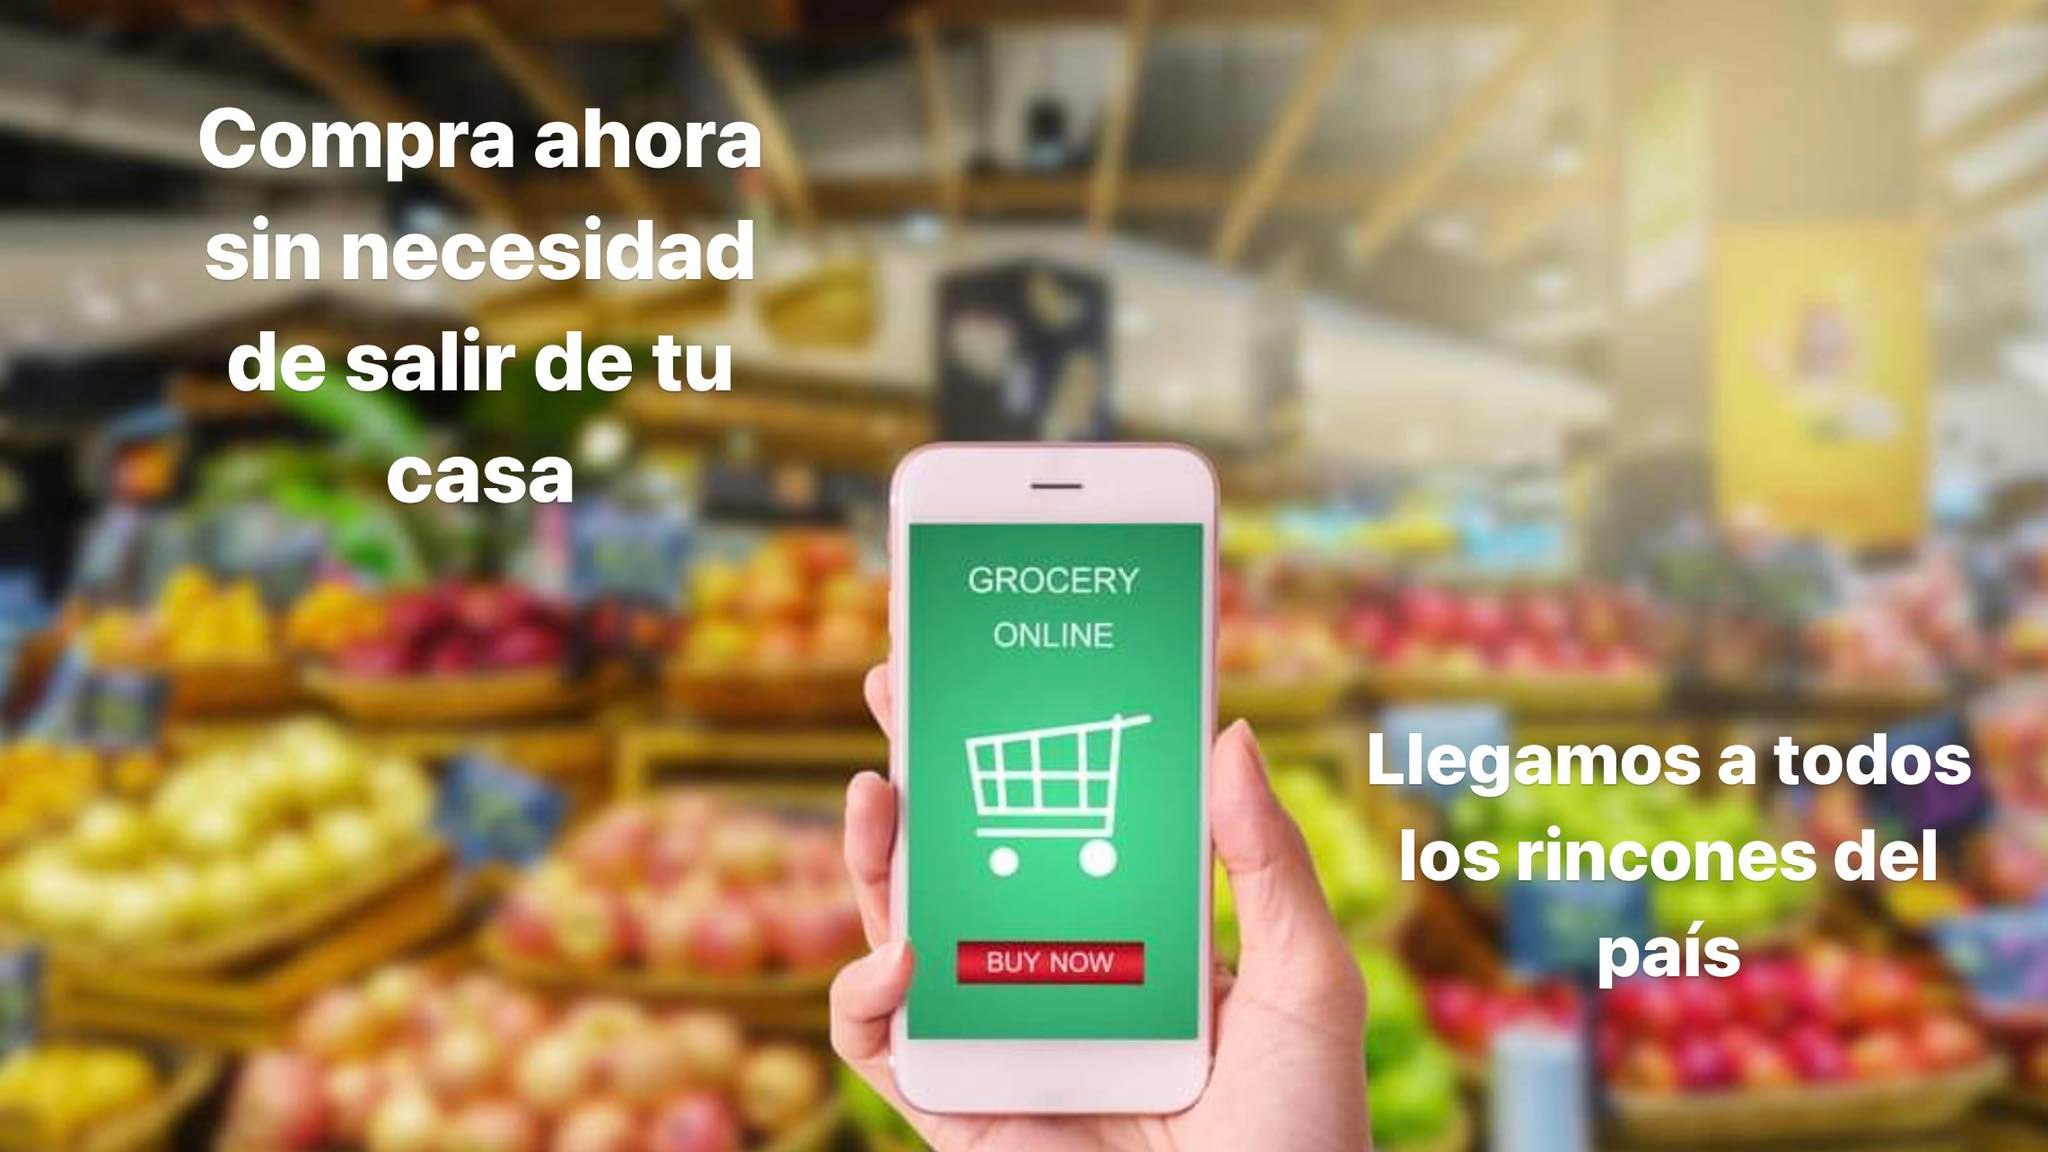 Compra ahora
sin necesidad
de salir de tu
casa
GROCERY
ONLINE
BUY NOW
Llegamos a todos
los rincones del
país